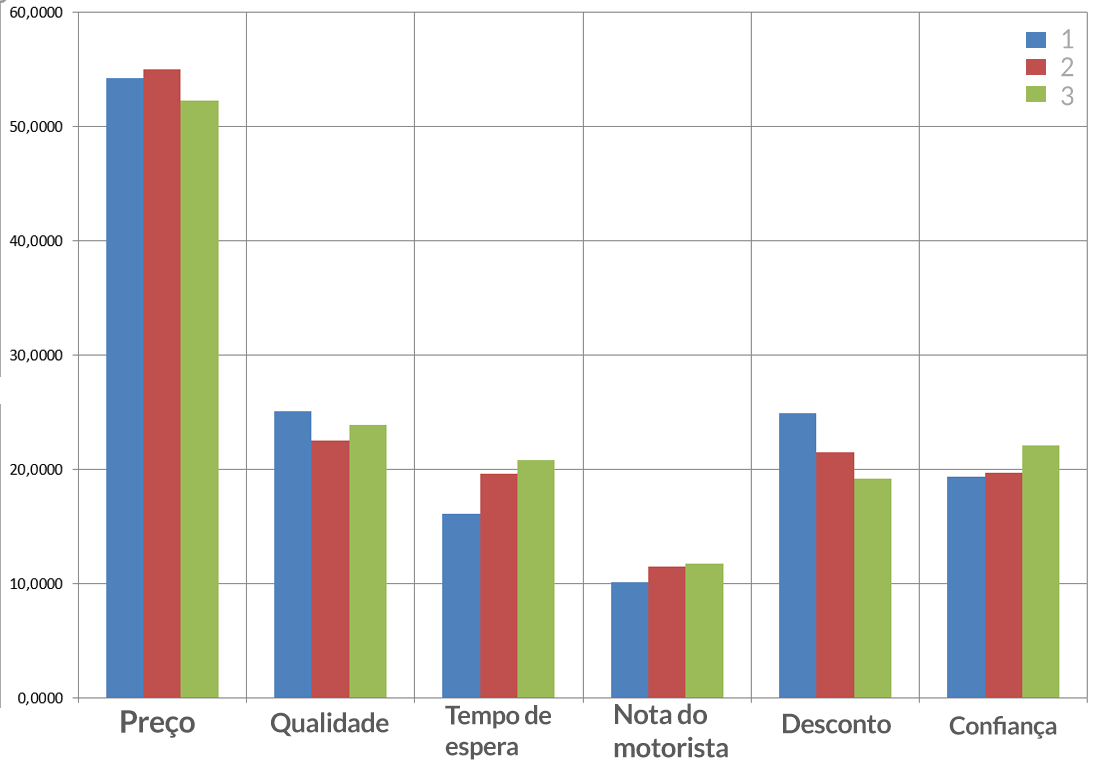 60,0000
50,0000
40,0000
30,0000
20,0000
10,0000
0,0000
1
2
3
Preço
Qualidade
Tempo de
espera
Nota do
motorista
Desconto
Confiança